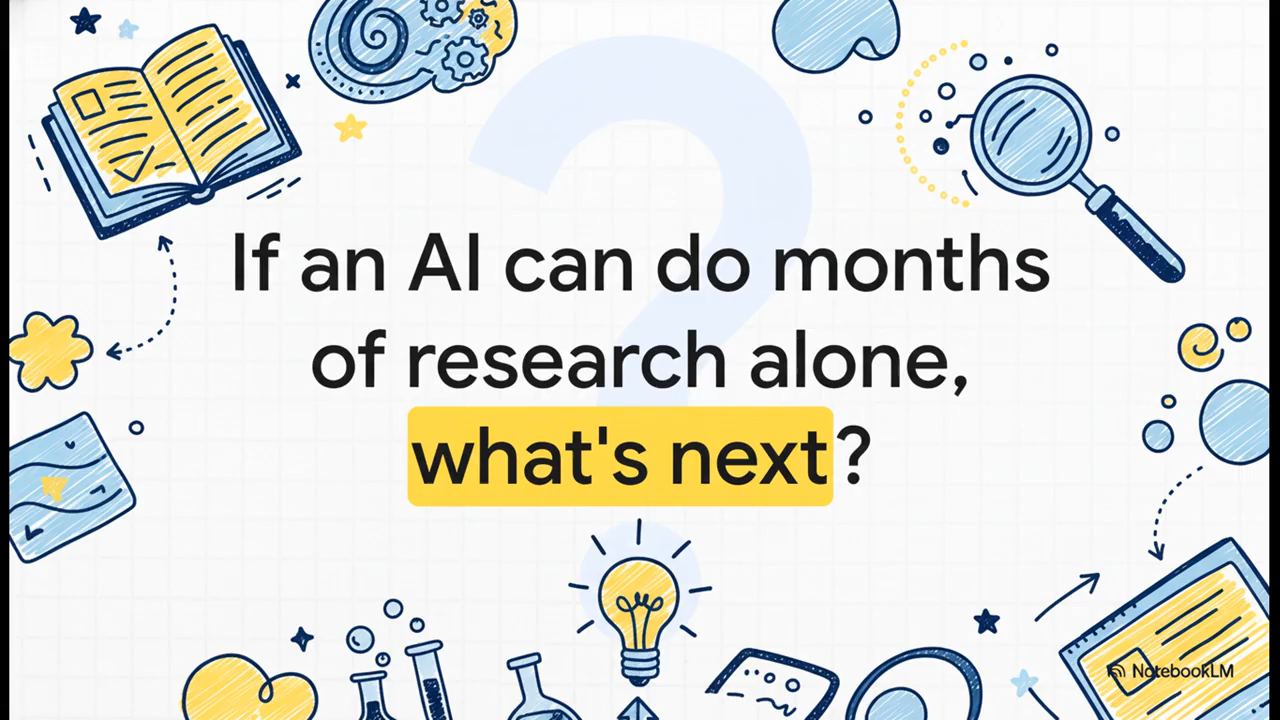 If an AI can do months
of research alone,
what's next?
NotebookLM